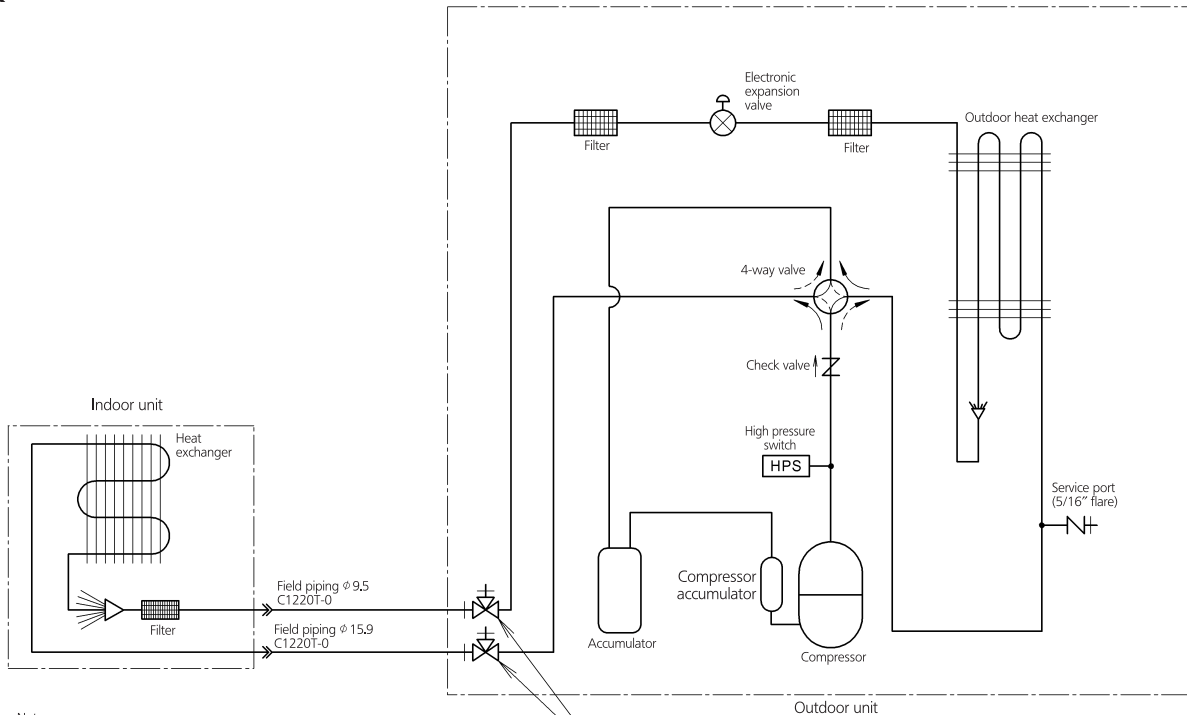 Electronic
expansion
valve
Filter
Filter
Outdoor heat exchanger
4-way valve
Check valve
High pressure
switch
HPS
Service port
(5/16″ flare)
Indoor unit
Heat
exchanger
Filter
Field piping ϕ 9.5
C1220T-0
Field piping ϕ 15.9
C1220T-0
Compressor
accumulator
Accumulator
Compressor
Outdoor unit